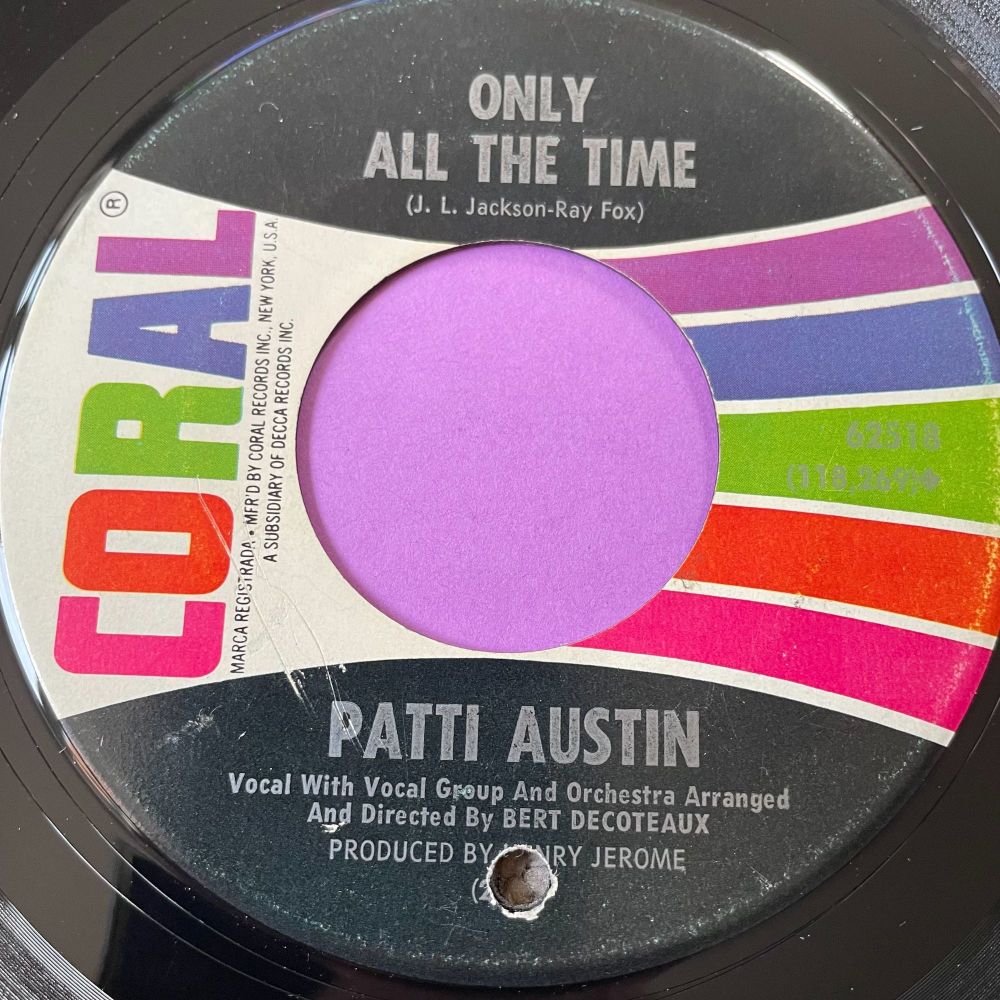 ONLY
ALL THE TIME
(J. L. Jackson-Ray Fox)
®
CORAL
MARCA REGISTRADA • MFR'D BY CORAL RECORDS INC., NEW YORK, U.S.A.
A SUBSIDIARY OF DECCA RECORDS INC.
62518
(118,269)
PATTI AUSTIN
Vocal With Vocal Group And Orchestra Arranged
And Directed By BERT DECOTEAUX
PRODUCED BY JEROME